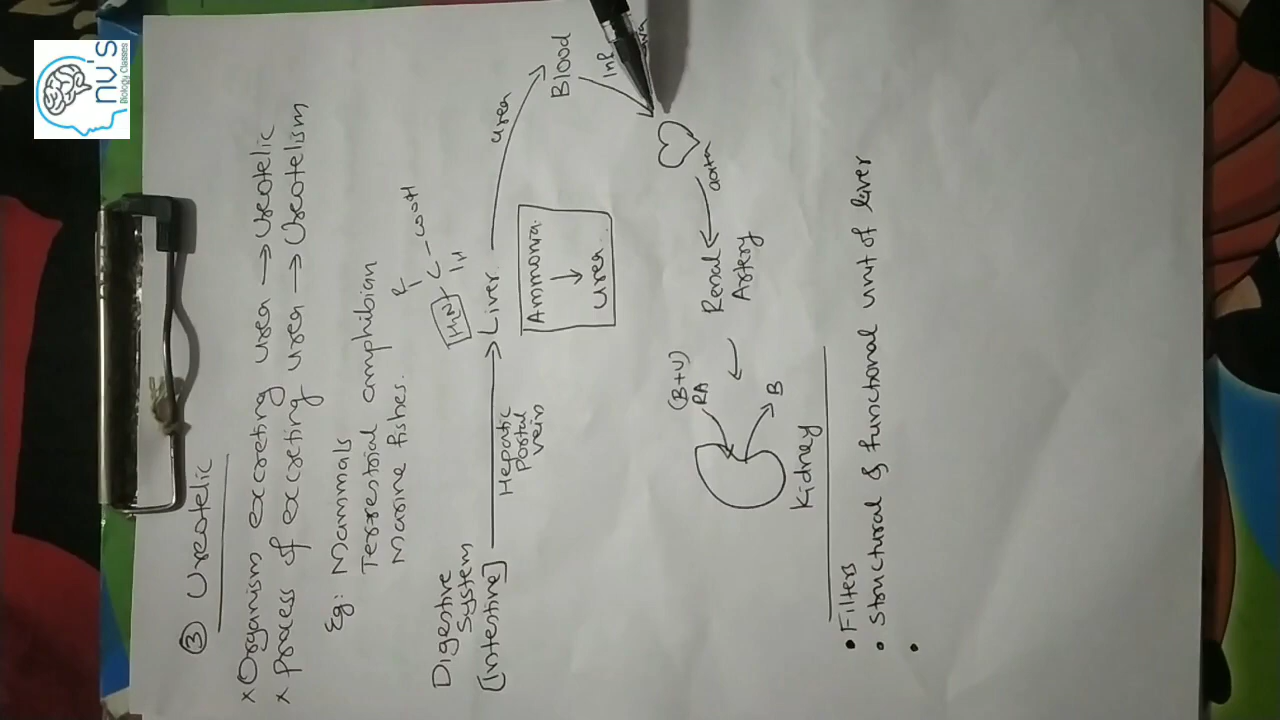 nv's
Biology Classes
③ Ureotelic
x Organism excreting urea → Ureotelic
x Process of excreting urea → Ureotelism
Eg: Mammals
Terrestrial amphibian
Marine fishes.
R
H2N - C - COOH
H
Digestive System [Intestine]
Hepatic portal vein
Liver
urea
Blood
Inf
Ammonia
↓
urea
aorta
Renal Artery
(B+U)
RA
B
Kidney
• Filters
• Structural & functional unit of liver
•